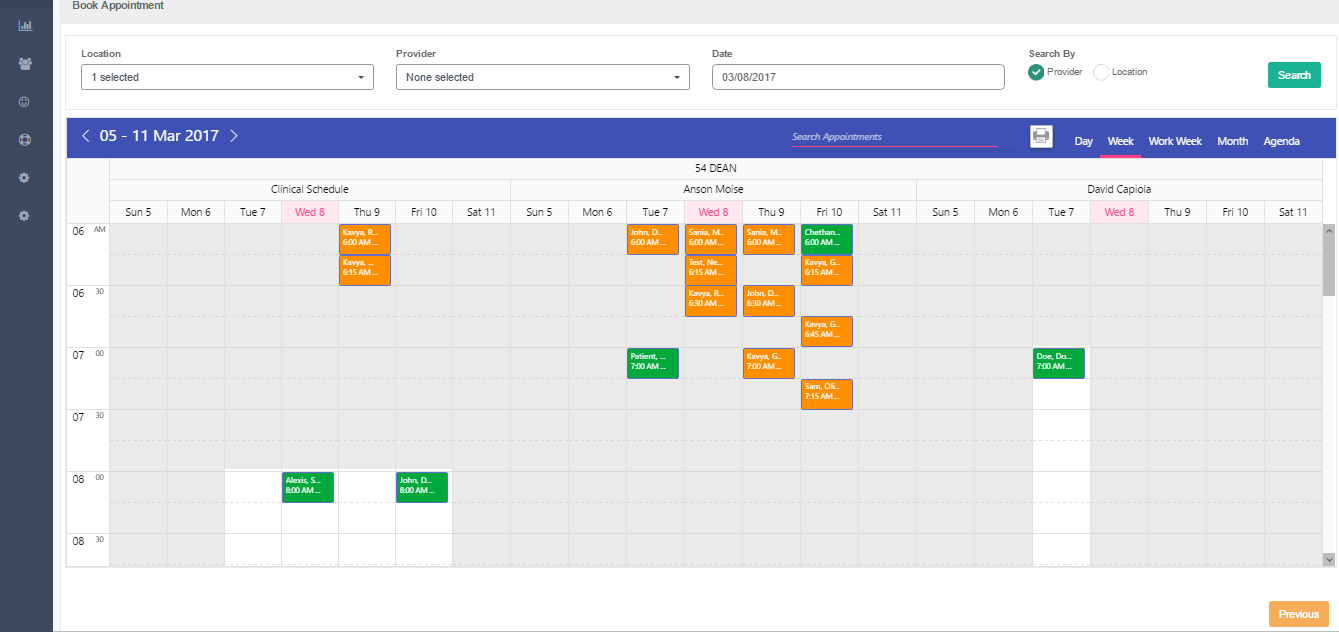 Book Appointment
Location Provider Date Search By
1 selected None selected 03/08/2017 Provider Location Search
05 - 11 Mar 2017 Search Appointments Day Week Work Week Month Agenda
54 DEAN
Clinical Schedule Anson Moise David Capiola
Sun 5 Mon 6 Tue 7 Wed 8 Thu 9 Fri 10 Sat 11 Sun 5 Mon 6 Tue 7 Wed 8 Thu 9 Fri 10 Sat 11 Sun 5 Mon 6 Tue 7 Wed 8 Thu 9 Fri 10 Sat 11
06 AM Kavya, R... John, D... Sania, M... Sania, M... Chethan...
6:00 AM ... 6:00 AM ... 6:00 AM ... 6:00 AM ... 6:00 AM ...
Kavya, ... Test, Ne... Kavya, G...
6:15 AM ... 6:15 AM ... 6:15 AM ...
06 30 Kavya, R... John, D...
6:30 AM ... 6:30 AM ...
Kavya, G...
6:45 AM ...
07 00 Patient, ... Kavya, G... Doe, Do...
7:00 AM ... 7:00 AM ... 7:00 AM ...
Sam, Oli...
7:15 AM ...
07 30
08 00 Alexis, S... John, D...
8:00 AM ... 8:00 AM ...
08 30
Previous